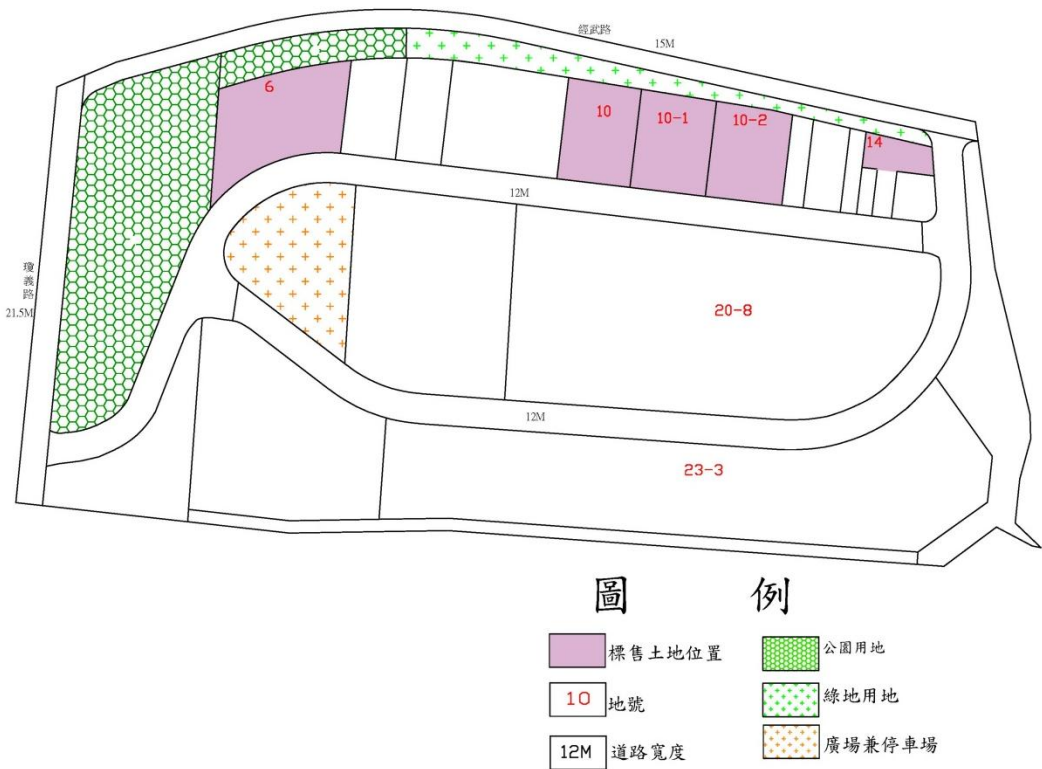 經武路
15M
6
10
10-1
10-2
14
12M
瓊義路
21.5M
20-8
12M
23-3
圖 例
標售土地位置
公園用地
10 地號
綠地用地
12M 道路寬度
廣場兼停車場